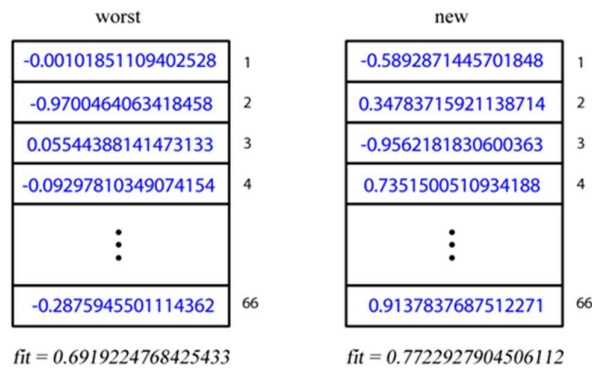 worst new
-0.00101851109402528 1 -0.5892871445701848 1
-0.9700464063418458 2 0.34783715921138714 2
0.05544388141473133 3 -0.9562181830600363 3
-0.09297810349074154 4 0.7351500510934188 4
-0.2875945501114362 66 0.9137837687512271 66
fit = 0.6919224768425433 fit = 0.7722927904506112